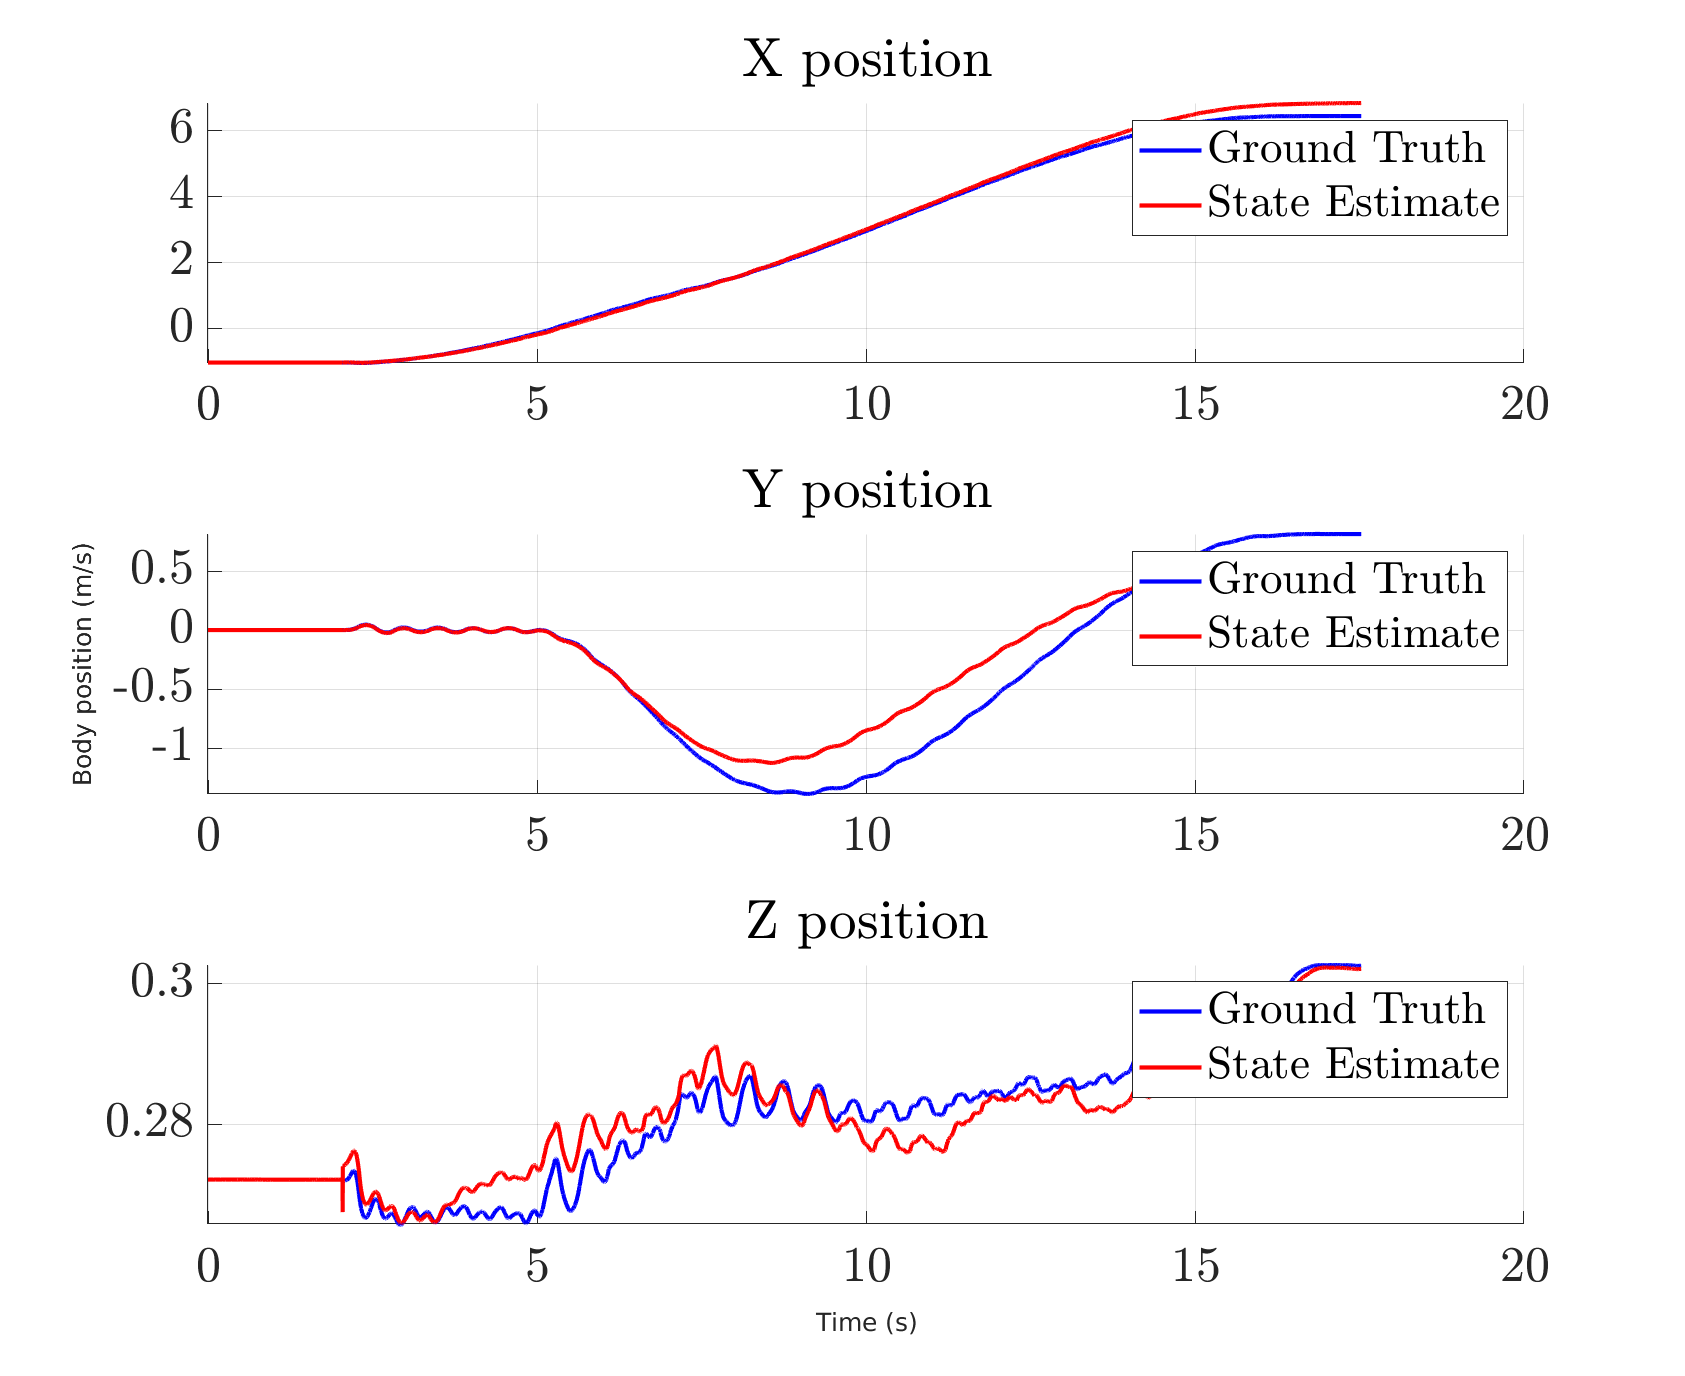 X position
6
4
2
0
Ground Truth
State Estimate
0 5 10 15 20
Y position
Body position (m/s)
0.5
0
-0.5
-1
Ground Truth
State Estimate
0 5 10 15 20
Z position
0.3
0.28
Ground Truth
State Estimate
0 5 10 15 20
Time (s)